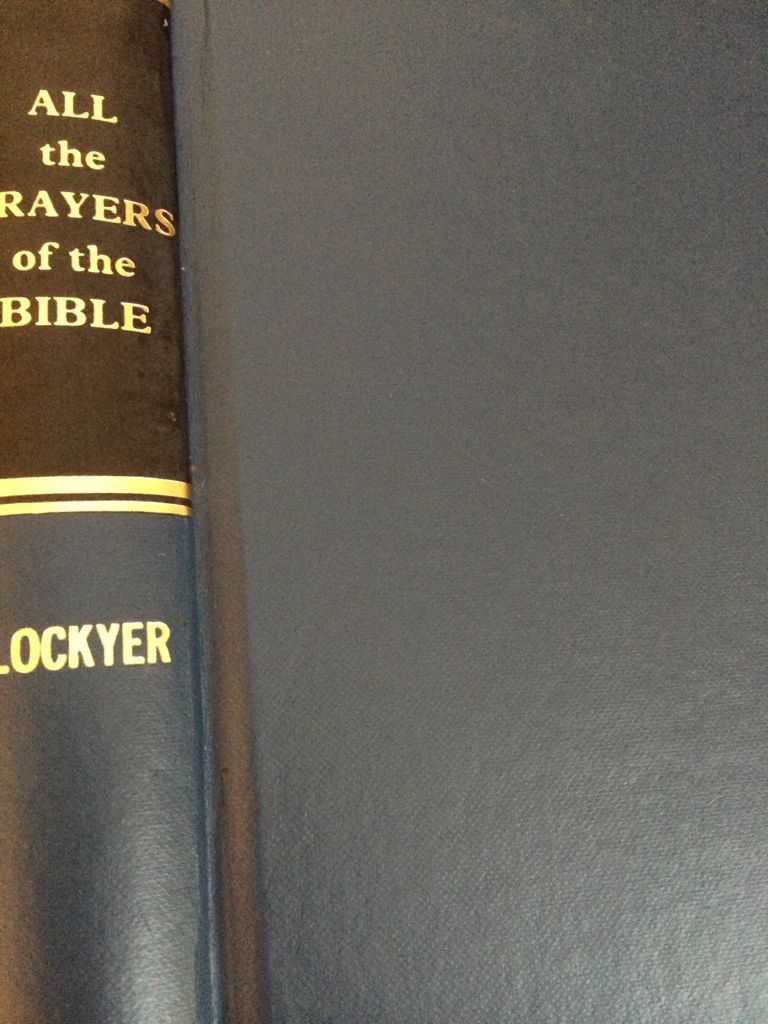 ALL
the
RAYERS
of the
BIBLE
LOCKYER